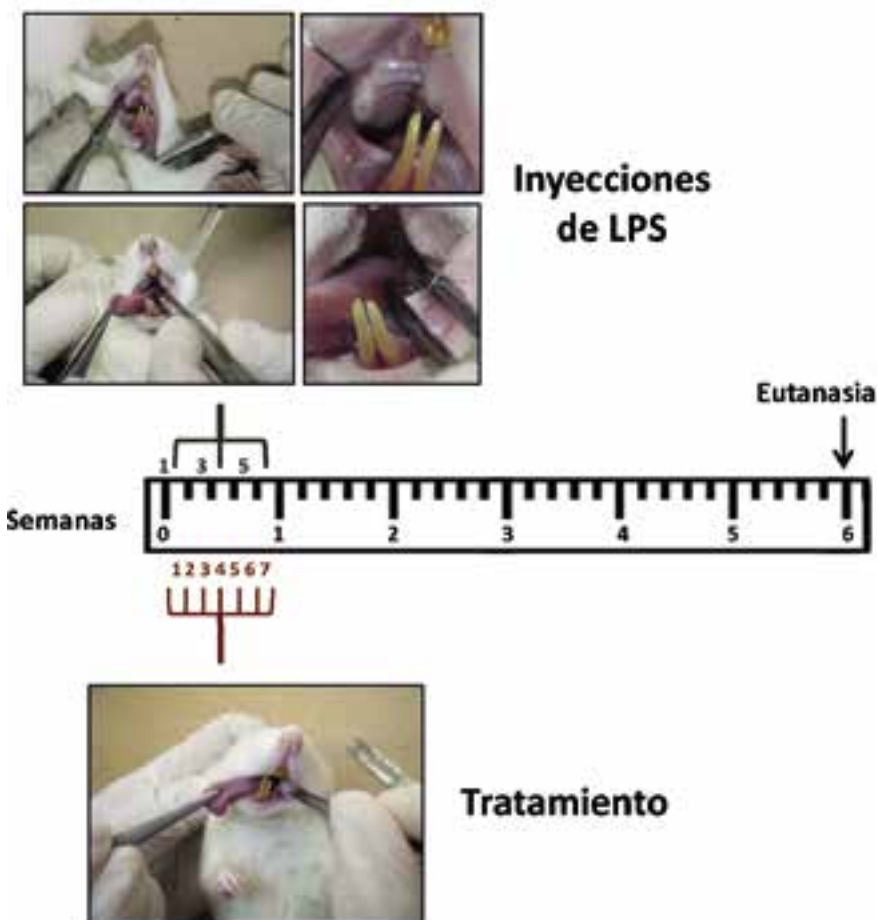 Inyecciones
de LPS
Eutanasia
1 3 5
Semanas
0 1 2 3 4 5 6
1 2 3 4 5 6 7
Tratamiento